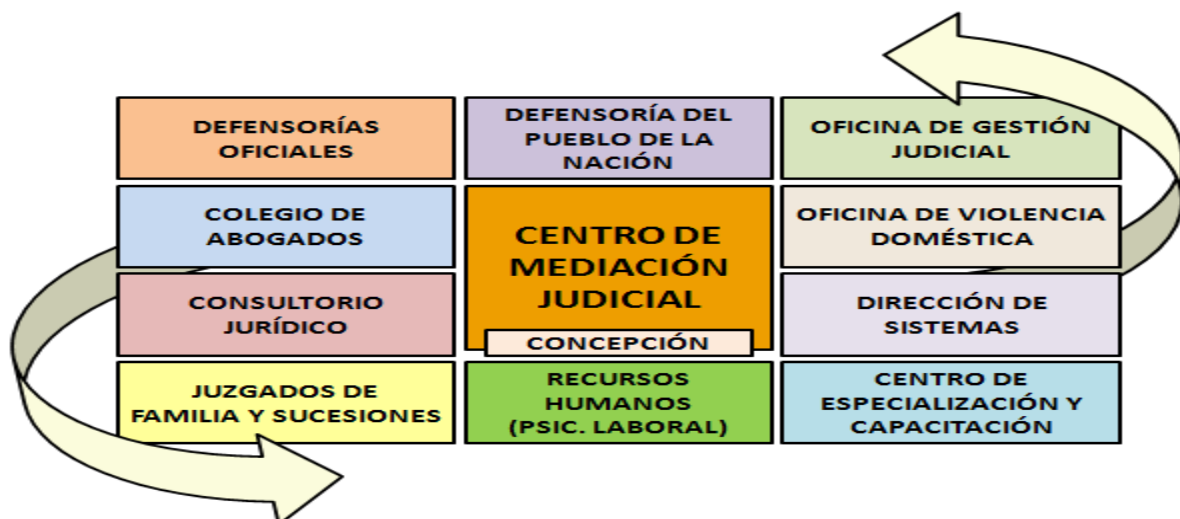 DEFENSORÍAS
OFICIALES
DEFENSORÍA DEL
PUEBLO DE LA
NACIÓN
OFICINA DE GESTIÓN
JUDICIAL
COLEGIO DE
ABOGADOS
CENTRO DE
MEDIACIÓN
JUDICIAL
CONCEPCIÓN
OFICINA DE VIOLENCIA
DOMÉSTICA
CONSULTORIO
JURÍDICO
DIRECCIÓN DE
SISTEMAS
JUZGADOS DE
FAMILIA Y SUCESIONES
RECURSOS
HUMANOS
(PSIC. LABORAL)
CENTRO DE
ESPECIALIZACIÓN Y
CAPACITACIÓN